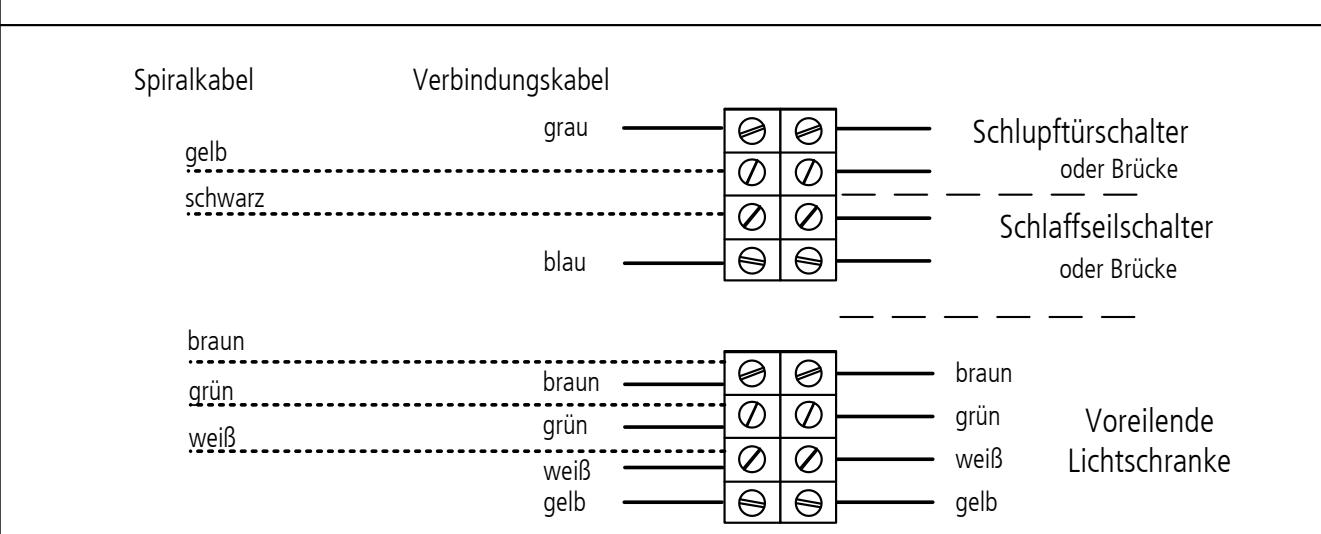 Spiralkabel Verbindungskabel
grau Schlupftürschalter
gelb oder Brücke
schwarz
Schlaffseilschalter
blau oder Brücke
braun
braun braun
grün
grün grün Voreilende
weiß
weiß weiß Lichtschranke
gelb gelb